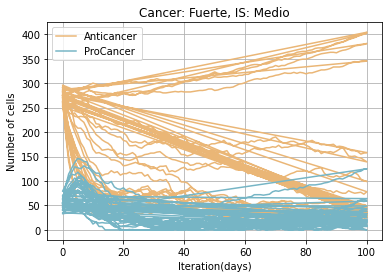 Cancer: Fuerte, IS: Medio
Anticancer
ProCancer
Number of cells
400
350
300
250
200
150
100
50
0
0 20 40 60 80 100
Iteration(days)